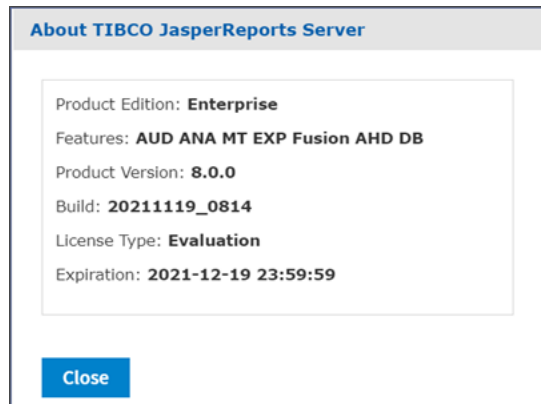 About TIBCO JasperReports Server
Product Edition: Enterprise
Features: AUD ANA MT EXP Fusion AHD DB
Product Version: 8.0.0
Build: 20211119_0814
License Type: Evaluation
Expiration: 2021-12-19 23:59:59
Close